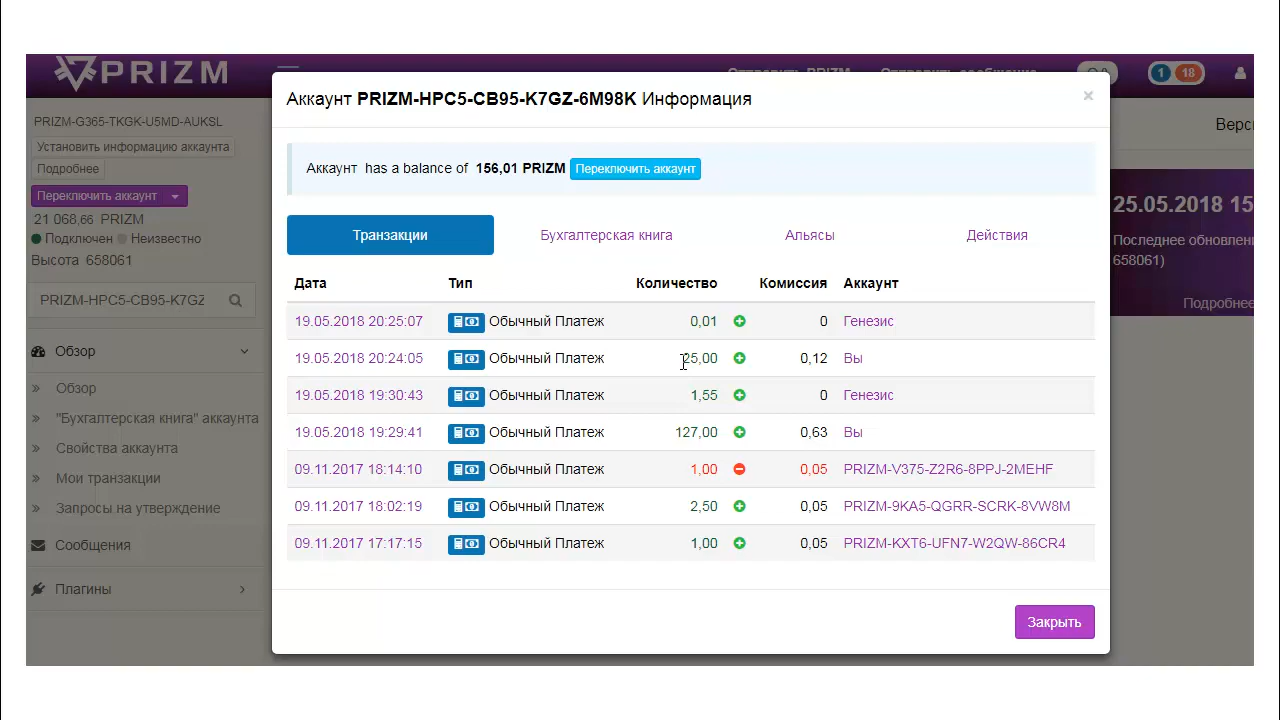 PRIZM
1 18
Аккаунт PRIZM-HPC5-CB95-K7GZ-6M98K Информация
×
PRIZM-G365-TKGK-U5MD-AUKSL
Установить информацию аккаунта
Подробнее
Переключить аккаунт
21 068,66 PRIZM
Подключен Неизвестно
Высота 658061
PRIZM-HPC5-CB95-K7GZ
Обзор
Обзор
"Бухгалтерская книга" аккаунта
Свойства аккаунта
Мои транзакции
Запросы на утверждение
Сообщения
Плагины
Аккаунт has a balance of 156,01 PRIZM Переключить аккаунт
Транзакции Бухгалтерская книга Альясы Действия
Дата Тип Количество Комиссия Аккаунт
19.05.2018 20:25:07 Обычный Платеж 0,01 0 Генезис
19.05.2018 20:24:05 Обычный Платеж 25,00 0,12 Вы
19.05.2018 19:30:43 Обычный Платеж 1,55 0 Генезис
19.05.2018 19:29:41 Обычный Платеж 127,00 0,63 Вы
09.11.2017 18:14:10 Обычный Платеж 1,00 0,05 PRIZM-V375-Z2R6-8PPJ-2MEHF
09.11.2017 18:02:19 Обычный Платеж 2,50 0,05 PRIZM-9KA5-QGRR-SCRK-8VW8M
09.11.2017 17:17:15 Обычный Платеж 1,00 0,05 PRIZM-KXT6-UFN7-W2QW-86CR4
Закрыть
Верс
25.05.2018 15
Последнее обновлен
658061)
Подробнее